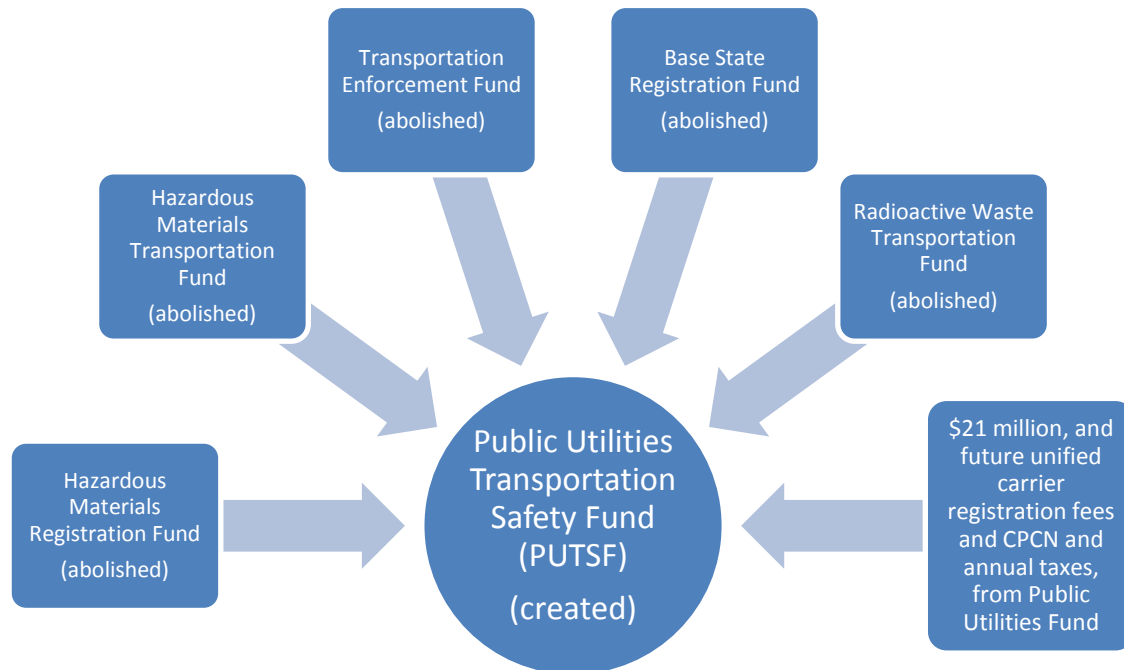 Transportation
Enforcement Fund
(abolished)
Base State
Registration Fund
(abolished)
Hazardous
Materials
Transportation
Fund
(abolished)
Radioactive Waste
Transportation
Fund
(abolished)
Hazardous
Materials
Registration Fund
(abolished)
Public Utilities
Transportation
Safety Fund
(PUTSF)
(created)
$21 million, and
future unified
carrier
registration fees
and CPCN and
annual taxes,
from Public
Utilities Fund